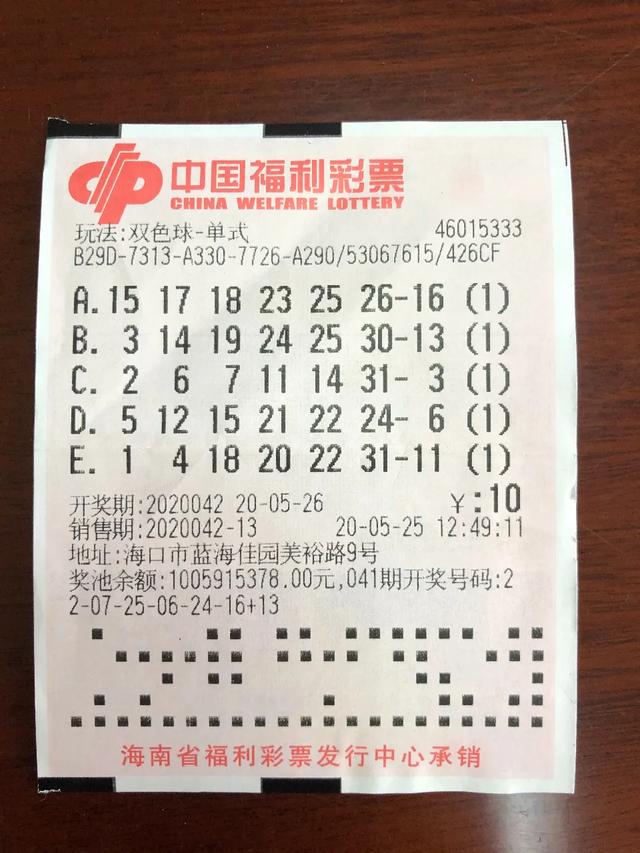 中国福利彩票
CHINA WELFARE LOTTERY
玩法:双色球-单式 46015333
B29D-7313-A330-7726-A290/53067615/426CF
A.15 17 18 23 25 26-16 (1)
B. 3 14 19 24 25 30-13 (1)
C. 2 6 7 11 14 31- 3 (1)
D. 5 12 15 21 22 24- 6 (1)
E. 1 4 18 20 22 31-11 (1)
开奖期:2020042 20-05-26 ¥:10
销售期:2020042-13 20-05-25 12:49:11
地址:海口市蓝海佳园美裕路9号
奖池余额:1005915378.00元,041期开奖号码:2
2-07-25-06-24-16+13
海南省福利彩票发行中心承销